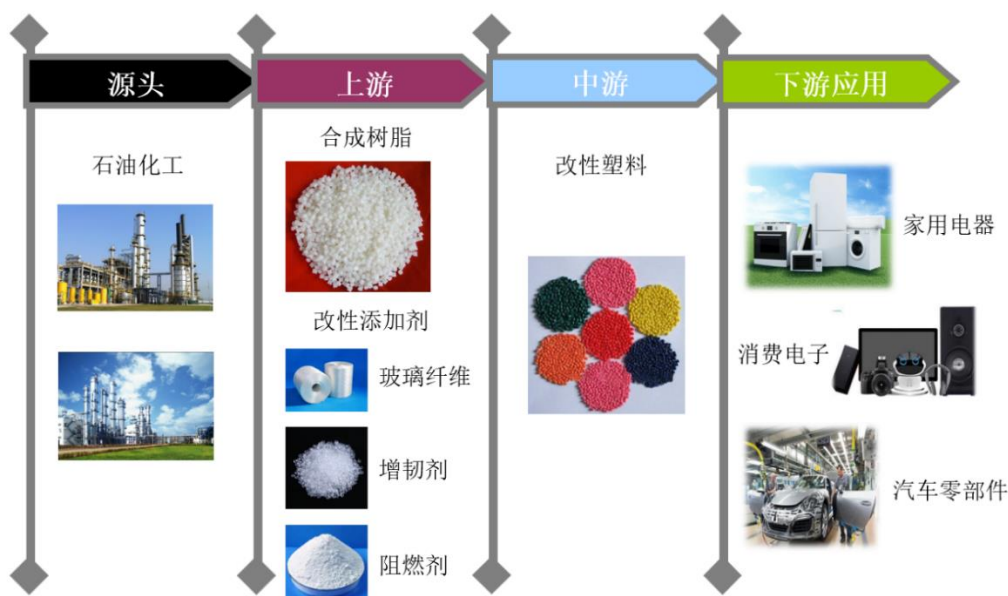 源头
上游
中游
下游应用
石油化工
合成树脂
改性添加剂
玻璃纤维
增韧剂
阻燃剂
改性塑料
家用电器
消费电子
汽车零部件